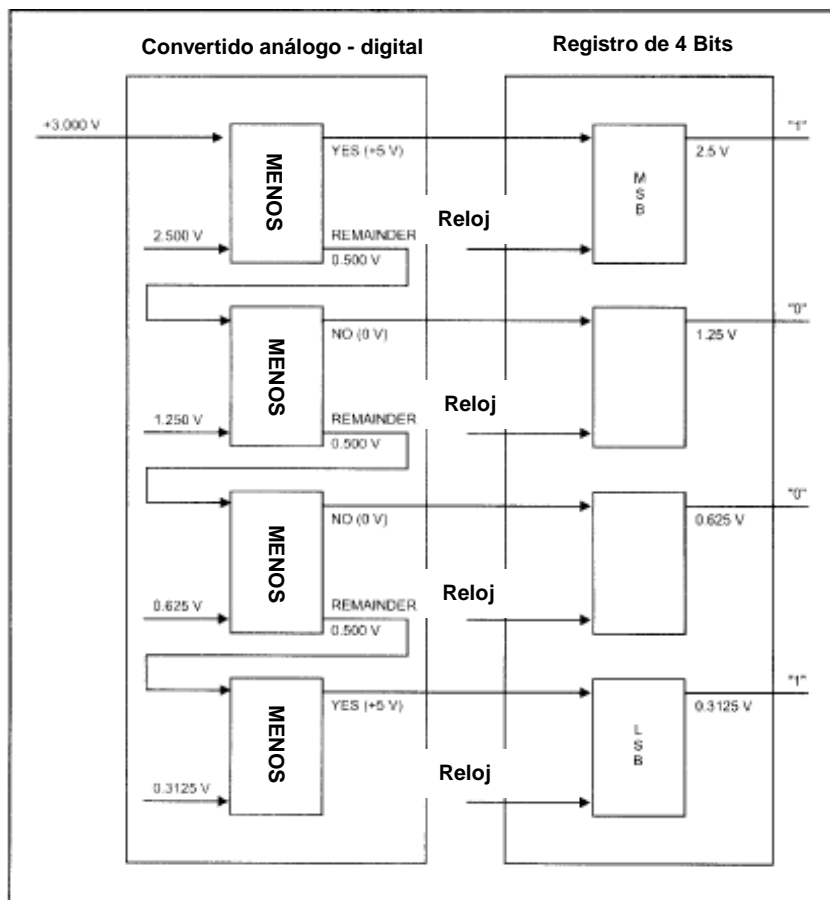 Convertido análogo - digital
Registro de 4 Bits
+3.000 V
MENOS
YES (+5 V)
MSB
"1"
2.5 V
2.500 V
REMAINDER
0.500 V
Reloj
MENOS
NO (0 V)
"0"
1.25 V
1.250 V
REMAINDER
0.500 V
Reloj
MENOS
NO (0 V)
"0"
0.625 V
0.625 V
REMAINDER
0.500 V
Reloj
MENOS
YES (+5 V)
LSB
"1"
0.3125 V
0.3125 V
Reloj